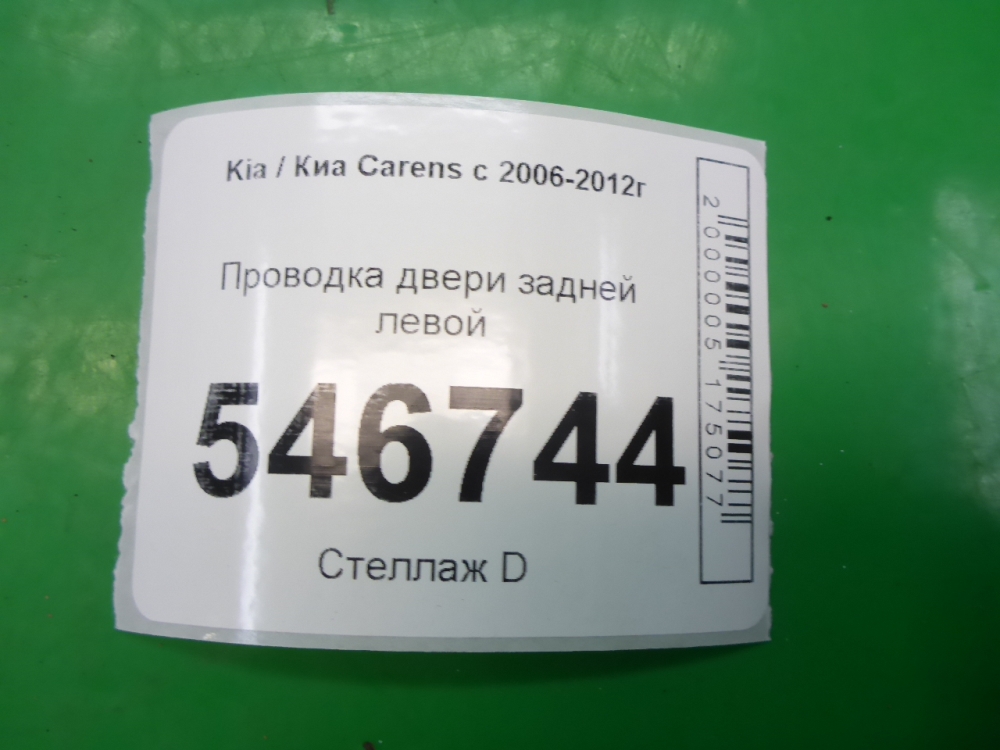 Kia / Киа Carens с 2006-2012г
Проводка двери задней
левой
546744
Стеллаж D
2000005175077